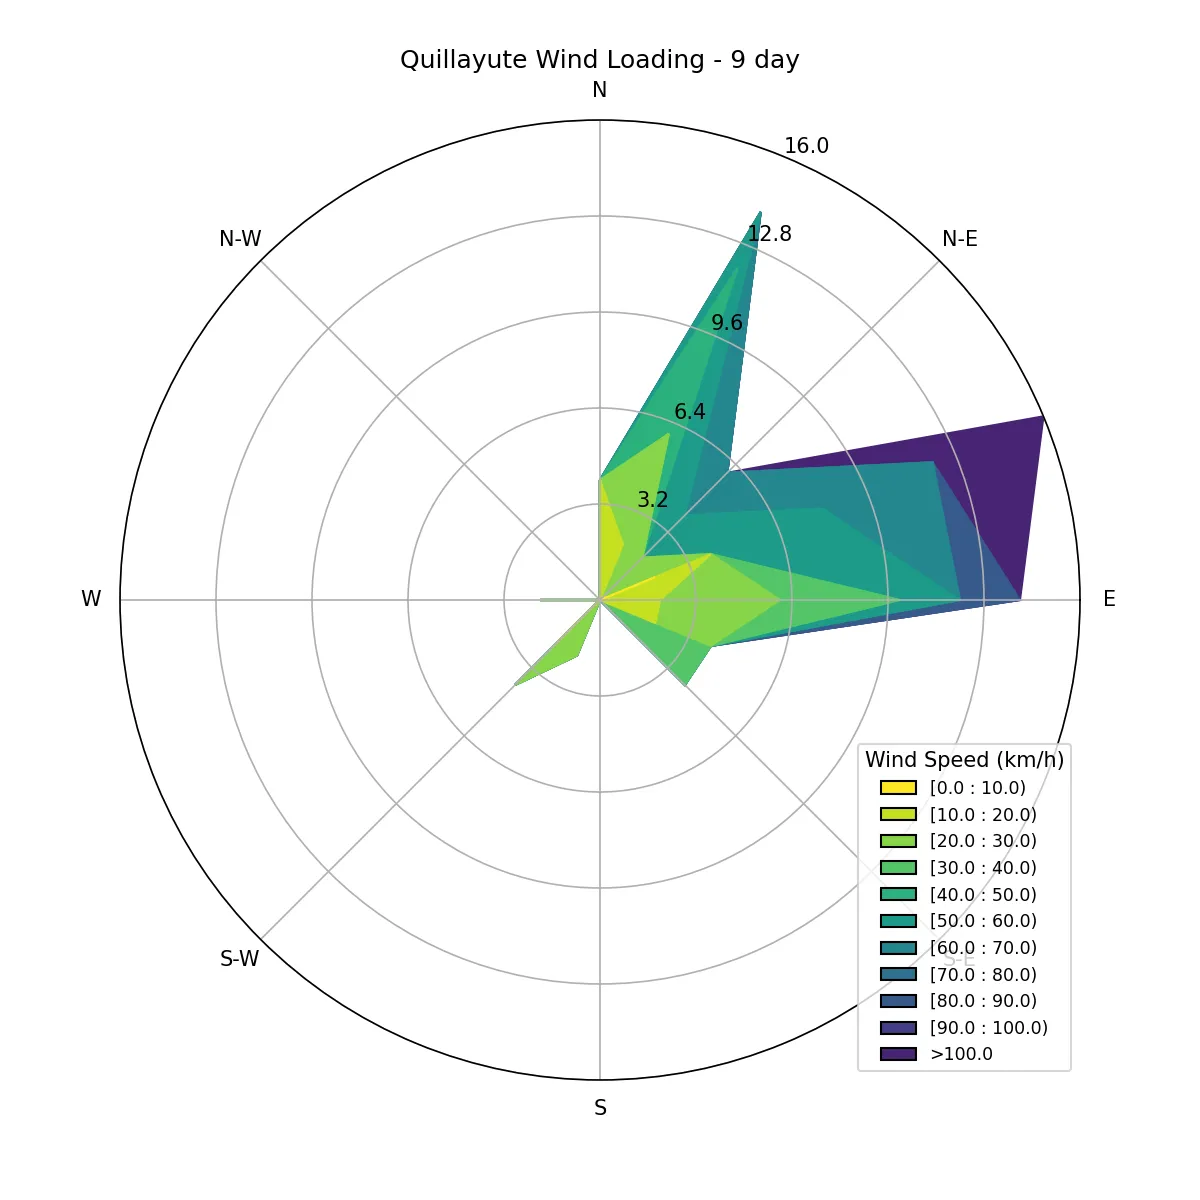 Quillayute Wind Loading - 9 day
N
16.0
N-W
12.8
N-E
9.6
6.4
3.2
W
E
Wind Speed (km/h)
[0.0 : 10.0)
[10.0 : 20.0)
[20.0 : 30.0)
[30.0 : 40.0)
[40.0 : 50.0)
[50.0 : 60.0)
[60.0 : 70.0)
[70.0 : 80.0)
[80.0 : 90.0)
[90.0 : 100.0)
>100.0
S-W
S-E
S